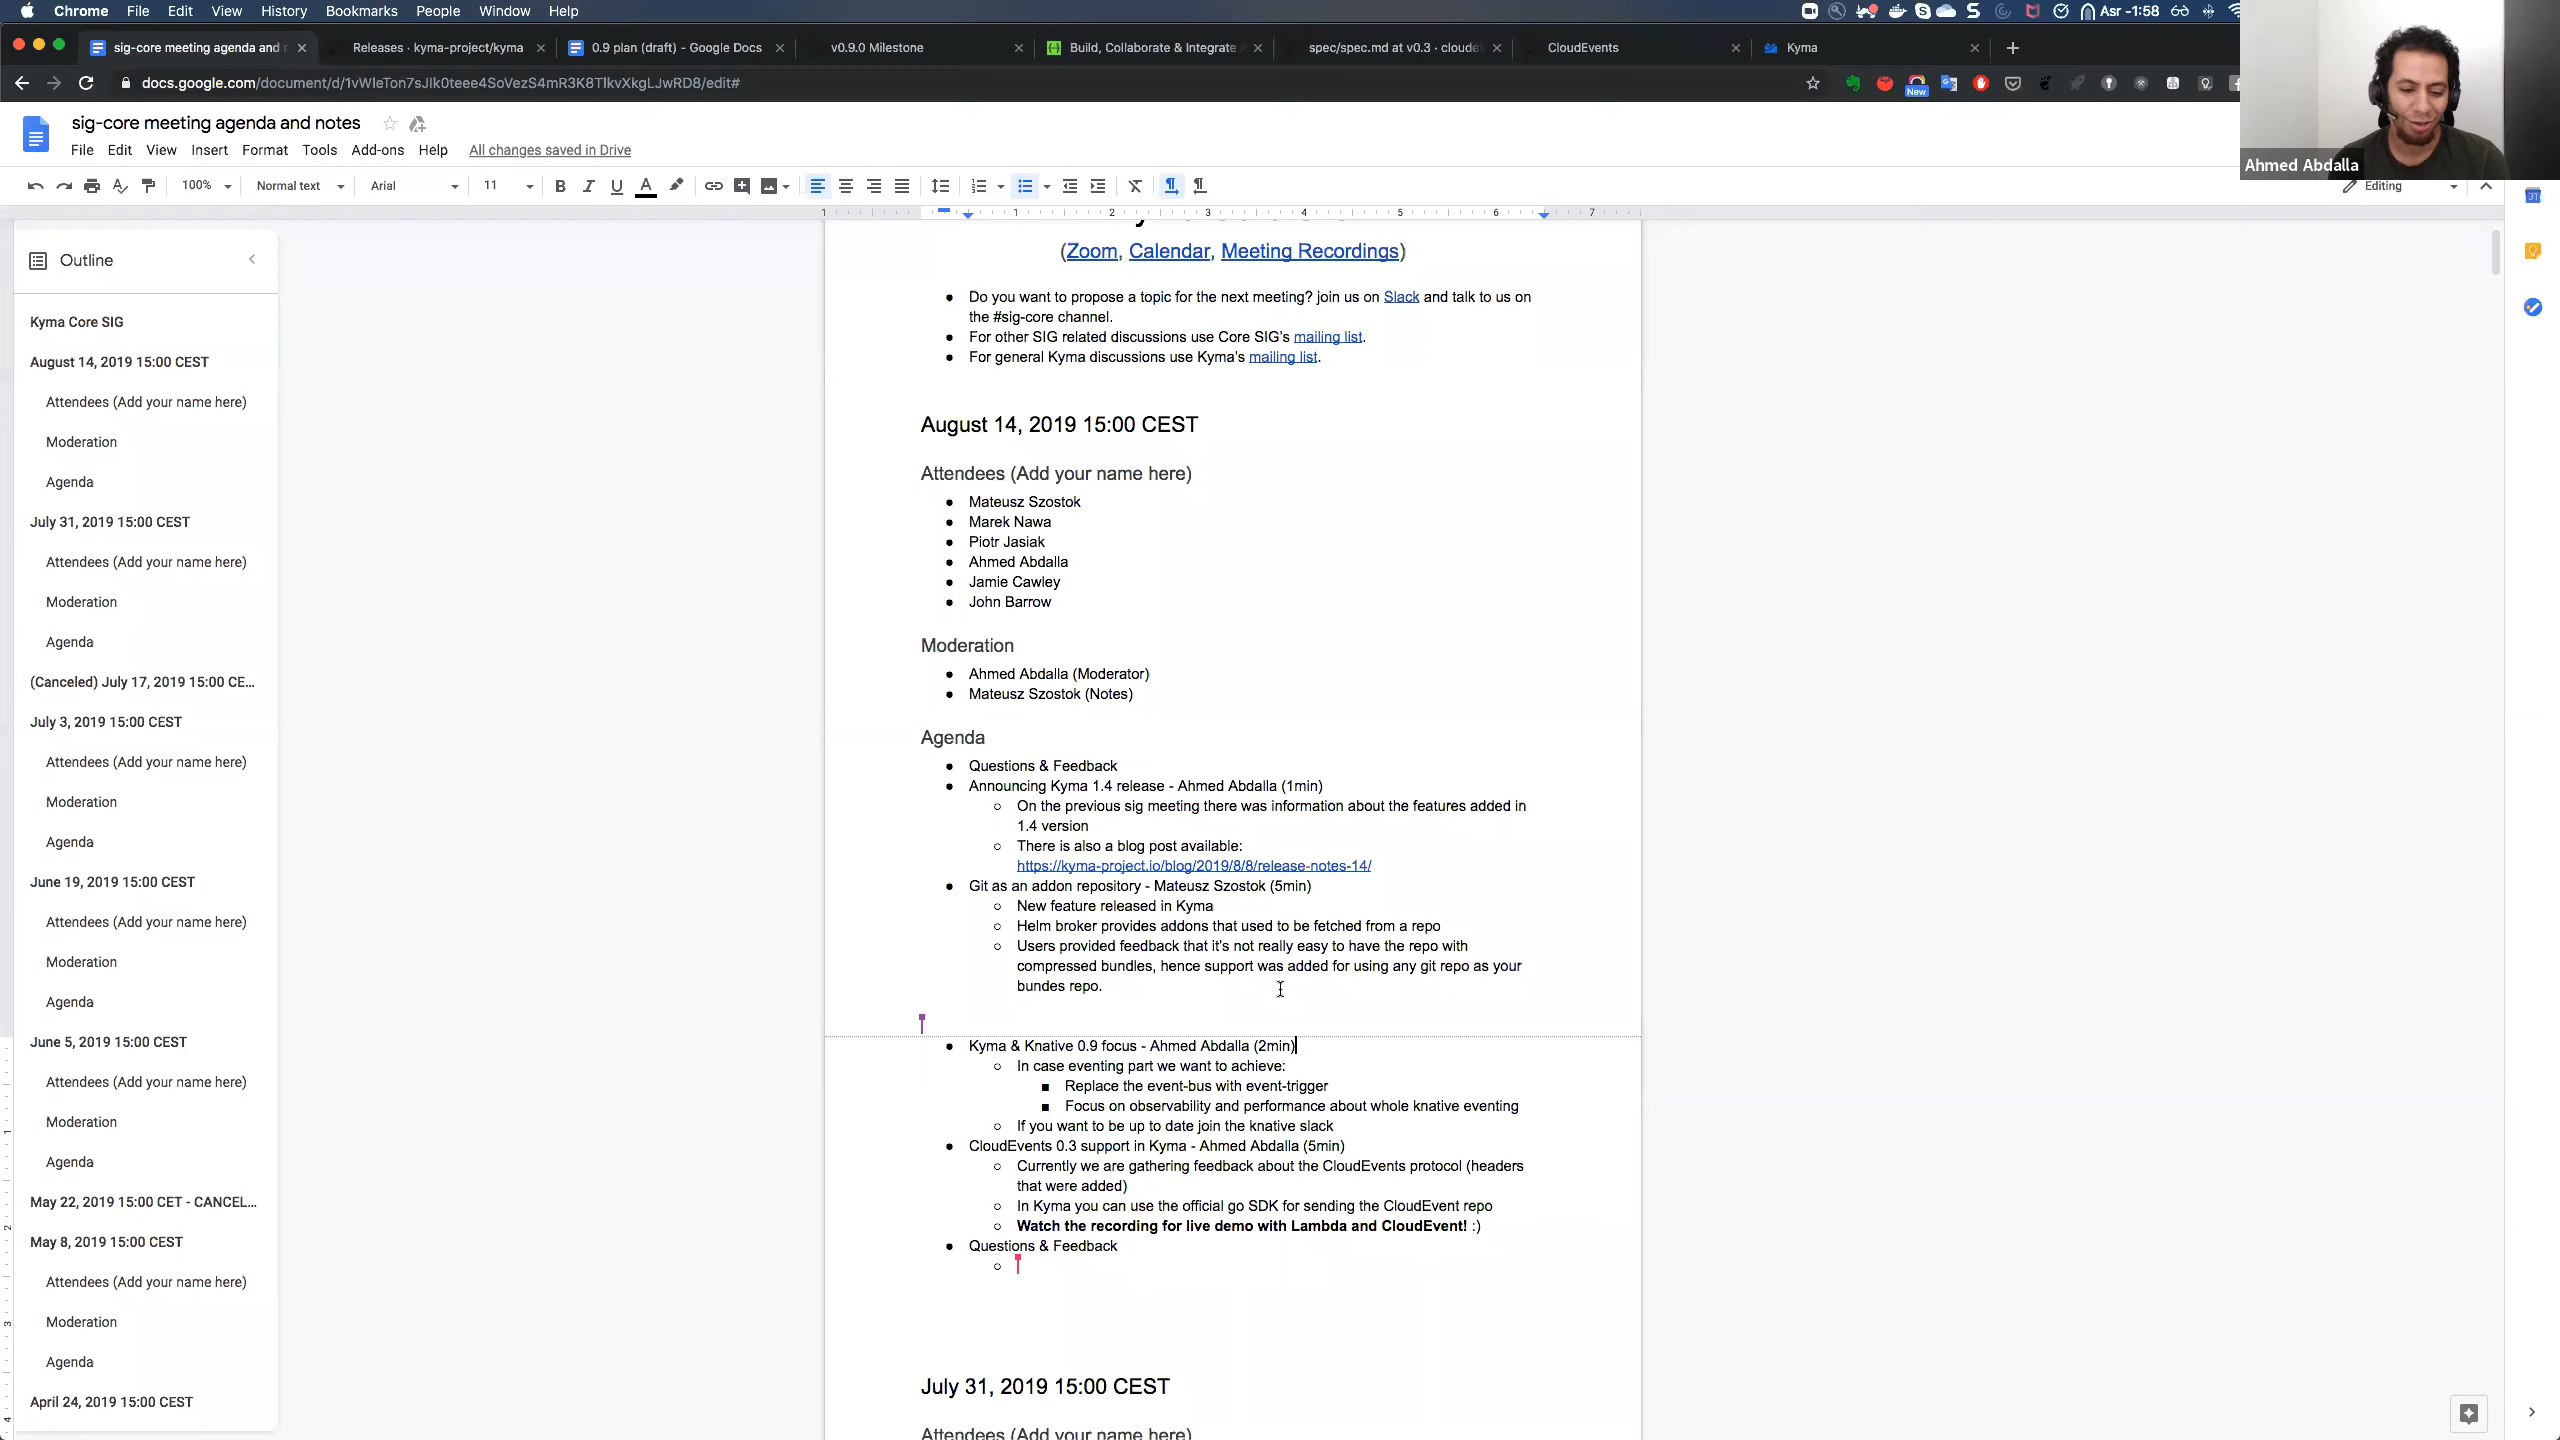 Chrome File Edit View History Bookmarks People Window Help
Asr -1:58
sig-core meeting agenda and
Releases · kyma-project/kyma
0.9 plan (draft) - Google Docs
v0.9.0 Milestone
Build, Collaborate & Integrate
spec/spec.md at v0.3 · cloude
CloudEvents
Kyma
docs.google.com/document/d/1vWleTon7sJIk0teee4SoVezS4mR3K8TlkvXkgLJwRD8/edit#
New
Ahmed Abdalla
sig-core meeting agenda and notes
File Edit View Insert Format Tools Add-ons Help All changes saved in Drive
100% Normal text Arial 11
Editing
1 1 2 3 4 5 6 7
Outline
Kyma Core SIG
August 14, 2019 15:00 CEST
Attendees (Add your name here)
Moderation
Agenda
July 31, 2019 15:00 CEST
Attendees (Add your name here)
Moderation
Agenda
(Canceled) July 17, 2019 15:00 CE...
July 3, 2019 15:00 CEST
Attendees (Add your name here)
Moderation
Agenda
June 19, 2019 15:00 CEST
Attendees (Add your name here)
Moderation
Agenda
June 5, 2019 15:00 CEST
Attendees (Add your name here)
Moderation
Agenda
May 22, 2019 15:00 CET - CANCEL...
May 8, 2019 15:00 CEST
Attendees (Add your name here)
Moderation
Agenda
April 24, 2019 15:00 CEST
(Zoom, Calendar, Meeting Recordings)
● Do you want to propose a topic for the next meeting? join us on Slack and talk to us on
the #sig-core channel.
● For other SIG related discussions use Core SIG's mailing list.
● For general Kyma discussions use Kyma's mailing list.
August 14, 2019 15:00 CEST
Attendees (Add your name here)
● Mateusz Szostok
● Marek Nawa
● Piotr Jasiak
● Ahmed Abdalla
● Jamie Cawley
● John Barrow
Moderation
● Ahmed Abdalla (Moderator)
● Mateusz Szostok (Notes)
Agenda
● Questions & Feedback
● Announcing Kyma 1.4 release - Ahmed Abdalla (1min)
○ On the previous sig meeting there was information about the features added in
1.4 version
○ There is also a blog post available:
https://kyma-project.io/blog/2019/8/8/release-notes-14/
● Git as an addon repository - Mateusz Szostok (5min)
○ New feature released in Kyma
○ Helm broker provides addons that used to be fetched from a repo
○ Users provided feedback that it's not really easy to have the repo with
compressed bundles, hence support was added for using any git repo as your
bundes repo.
● Kyma & Knative 0.9 focus - Ahmed Abdalla (2min)
○ In case eventing part we want to achieve:
■ Replace the event-bus with event-trigger
■ Focus on observability and performance about whole knative eventing
○ If you want to be up to date join the knative slack
● CloudEvents 0.3 support in Kyma - Ahmed Abdalla (5min)
○ Currently we are gathering feedback about the CloudEvents protocol (headers
that were added)
○ In Kyma you can use the official go SDK for sending the CloudEvent repo
○ Watch the recording for live demo with Lambda and CloudEvent! :)
● Questions & Feedback
○
July 31, 2019 15:00 CEST
Attendees (Add your name here)